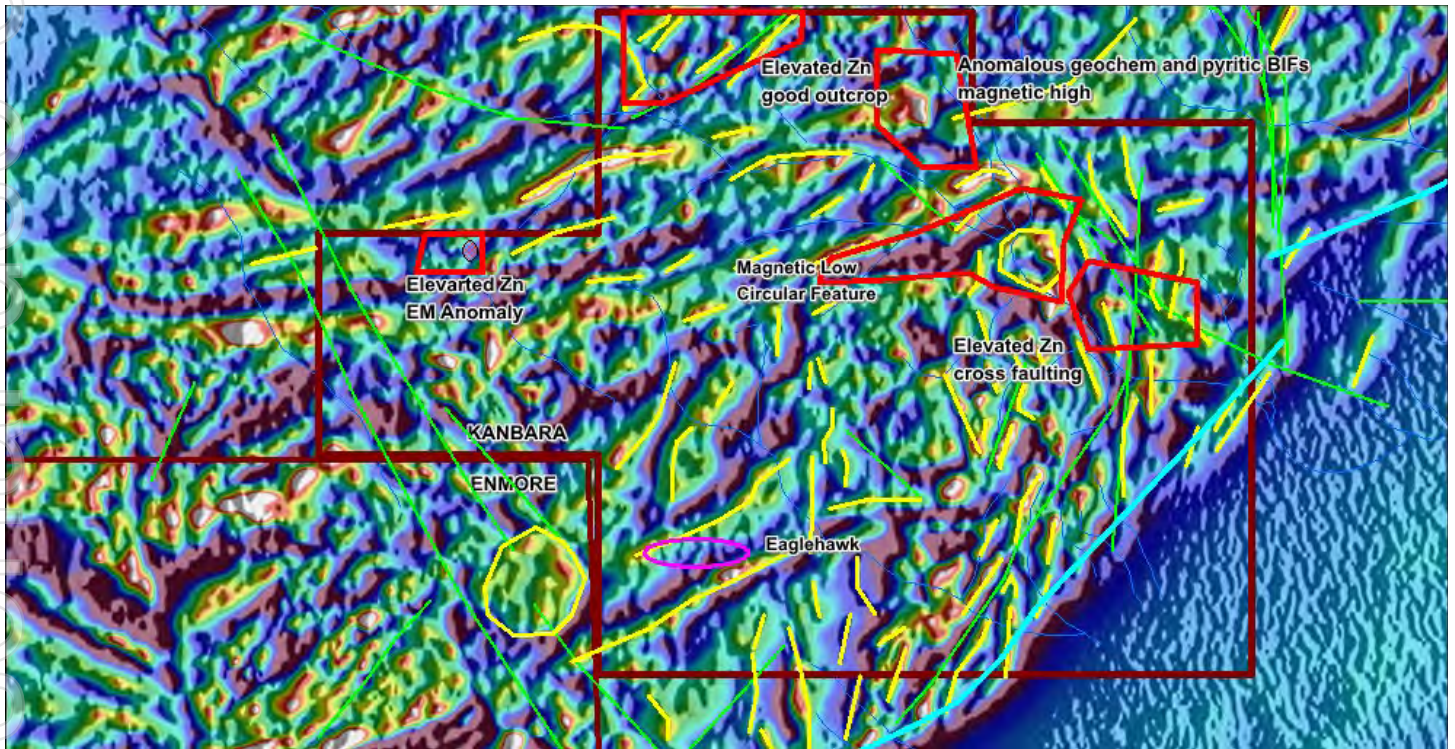 Elevated Zn
good outcrop
Anomalous geochem and pyritic BIFs
magnetic high
Elevarted Zn
EM Anomaly
Magnetic Low
Circular Feature
Elevated Zn
cross faulting
KANBARA
ENMORE
Eaglehawk